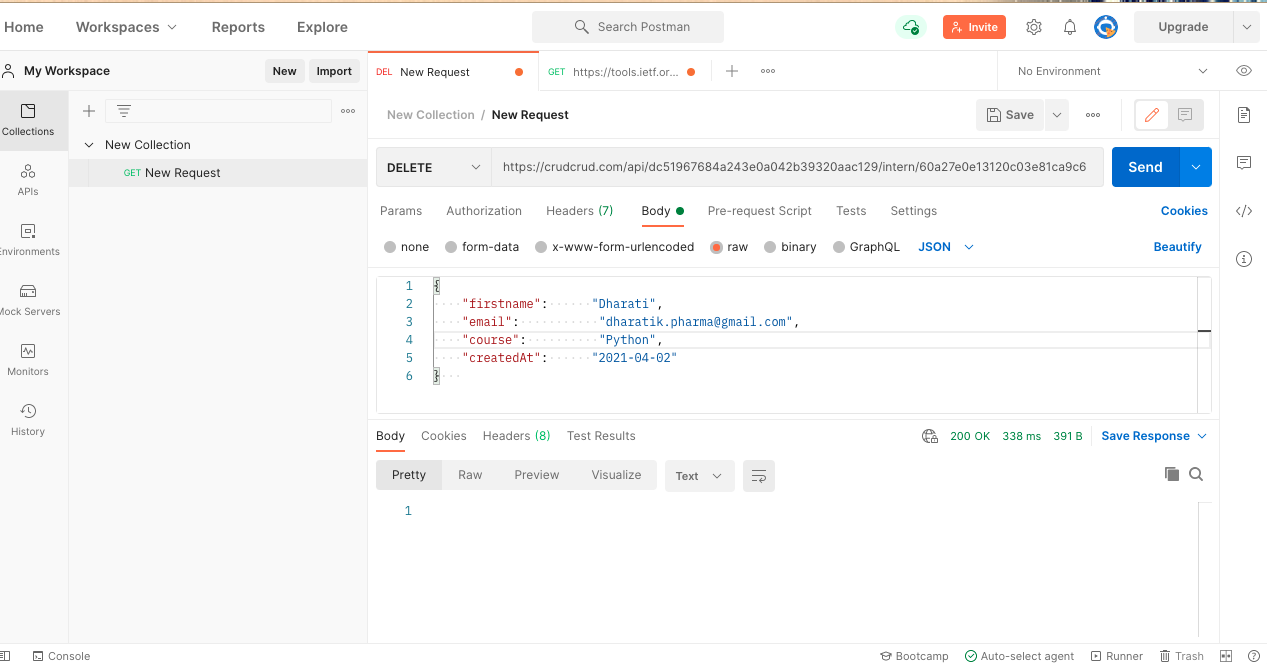 Home Workspaces Reports Explore Search Postman Invite Upgrade
My Workspace New Import DEL New Request GET https://tools.ietf.or... No Environment
New Collection / New Request Save
Collections
New Collection
GET New Request
DELETE https://crudcrud.com/api/dc51967684a243e0a042b39320aac129/intern/60a27e0e13120c03e81ca9c6 Send
APIs
Params Authorization Headers (7) Body Pre-request Script Tests Settings Cookies
none form-data x-www-form-urlencoded raw binary GraphQL JSON Beautify
Environments
1 {
2 "firstname": "Dharati",
3 "email": "dharatik.pharma@gmail.com",
4 "course": "Python",
5 "createdAt": "2021-04-02"
6 }
Mock Servers
Monitors
History
Body Cookies Headers (8) Test Results 200 OK 338 ms 391 B Save Response
Pretty Raw Preview Visualize Text
1
Console Bootcamp Auto-select agent Runner Trash